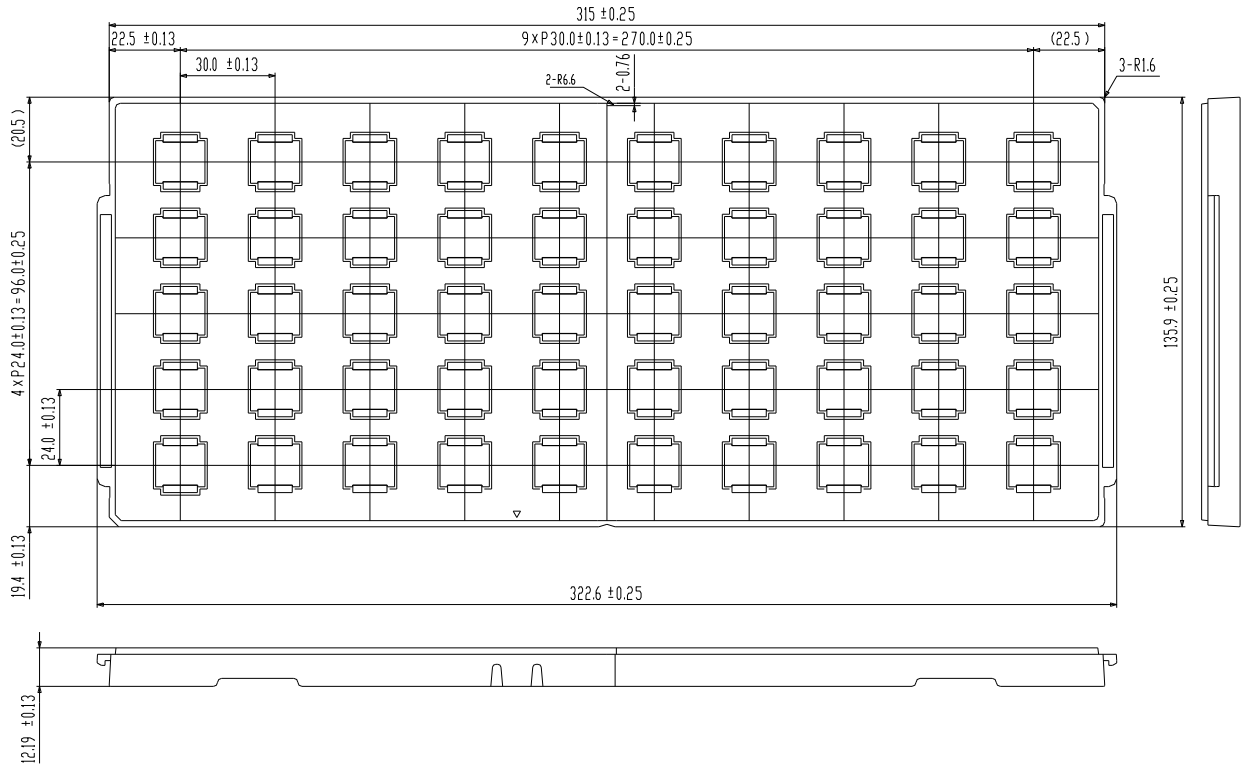 315 ±0.25
22.5 ±0.13
9×P30.0±0.13=270.0±0.25
(22.5)
30.0 ±0.13
2-R6.6
2-0.76
3-R1.6
(20.5)
4×P24.0±0.13=96.0±0.25
24.0 ±0.13
19.4 ±0.13
135.9 ±0.25
322.6 ±0.25
12.19 ±0.13